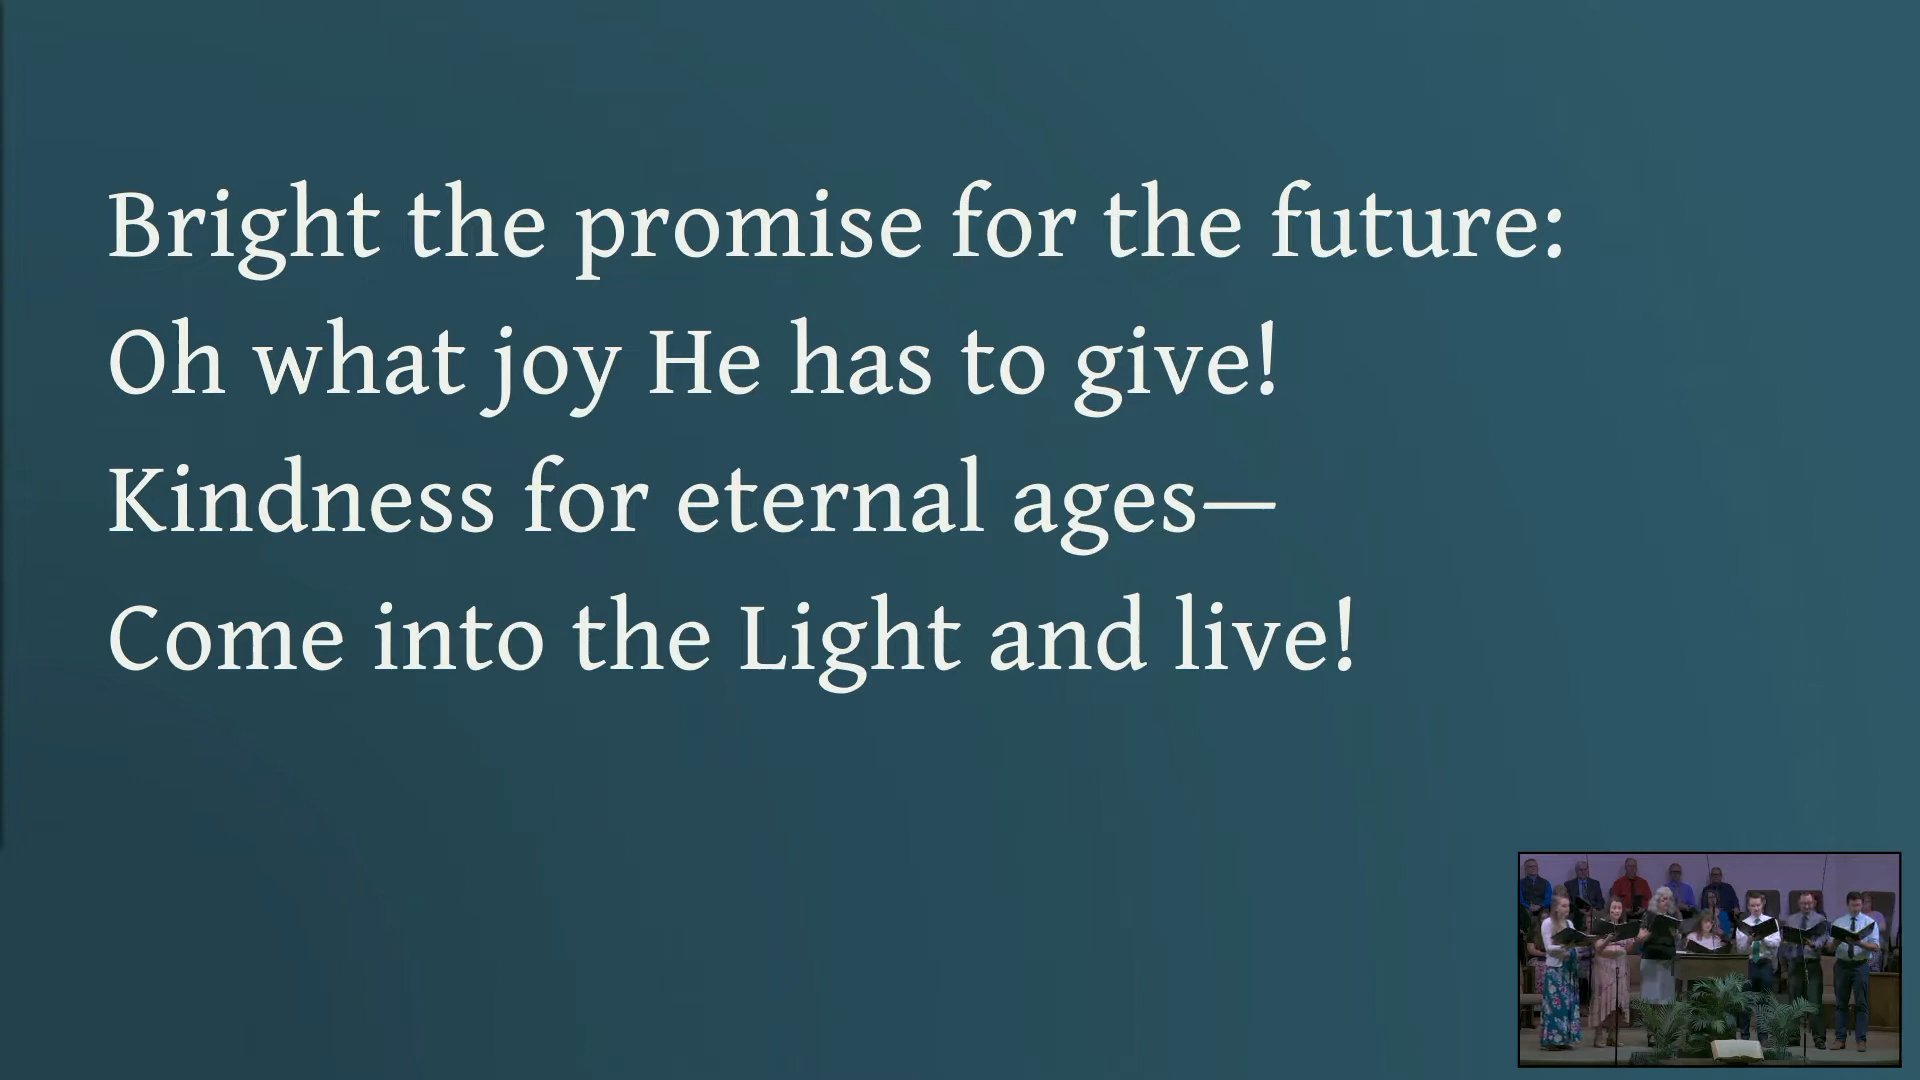 Bright the promise for the future:
Oh what joy He has to give!
Kindness for eternal ages—
Come into the Light and live!